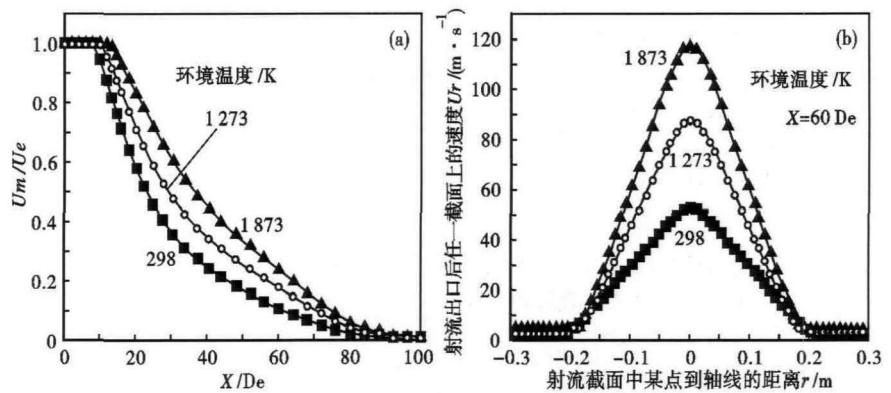 (a)
1.0
0.8
0.6
0.4
0.2
0
Um/Ue
环境温度/K
1 273
1 873
298
0 20 40 60 80 100
X/De
(b)
120
100
80
60
40
20
0
射流出口后任一截面上的速度Ur/(m·s⁻¹)
1 873
环境温度/K
X=60 De
1 273
298
-0.3 -0.2 -0.1 0 0.1 0.2 0.3
射流截面中某点到轴线的距离r/m